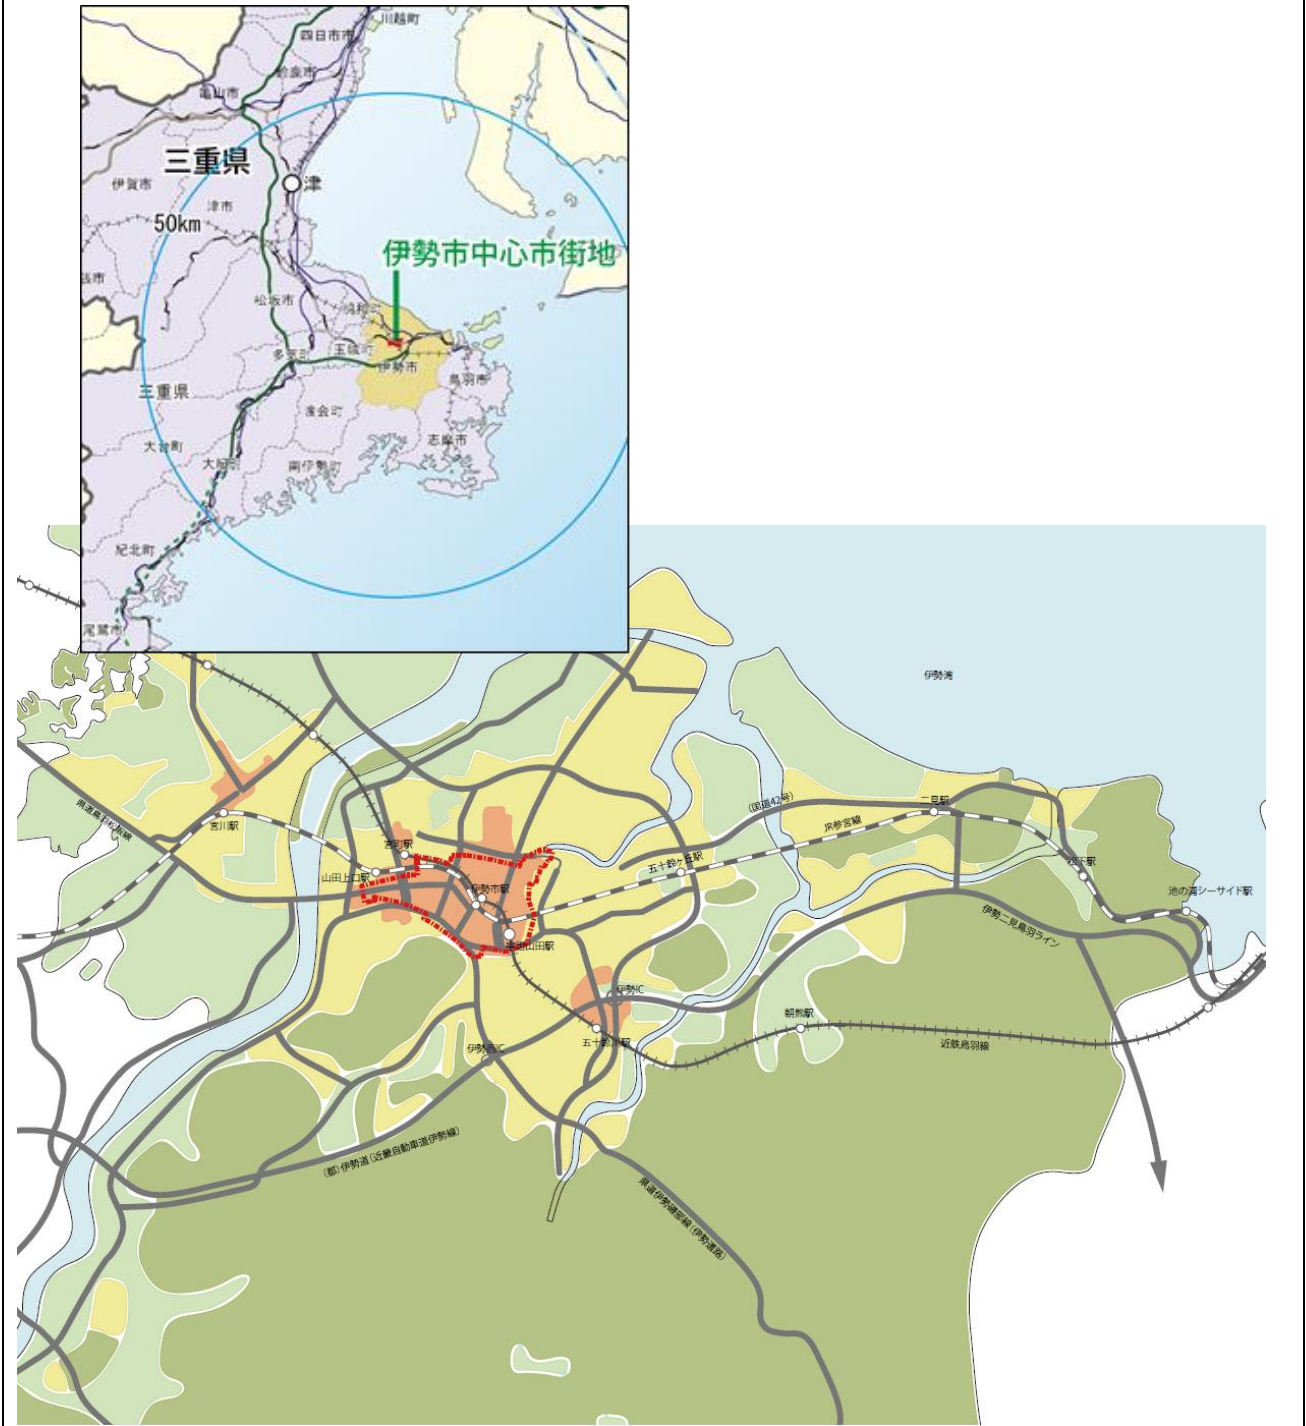 川越町
四日市市
鈴鹿市
亀山市
三重県
伊賀市
津
津市
50km
伊勢市中心市街地
松坂市
明和町
多気町
玉城町
伊勢市
鳥羽市
三重県
度会町
大台町
志摩市
大紀町
南伊勢町
紀北町
尾鷲市
伊勢湾
県道鳥羽松阪線
宮川駅
宮町駅
山田上口駅
伊勢市駅
宇治山田駅
(国道42号)
二見駅
JR参宮線
五十鈴ヶ丘駅
松下駅
池の浦シーサイド駅
伊勢二見鳥羽ライン
伊勢IC
朝熊駅
伊勢西IC
五十鈴川駅
近鉄鳥羽線
(都)伊勢道(近畿自動車道伊勢線)
県道伊勢磯部線(伊勢道路)